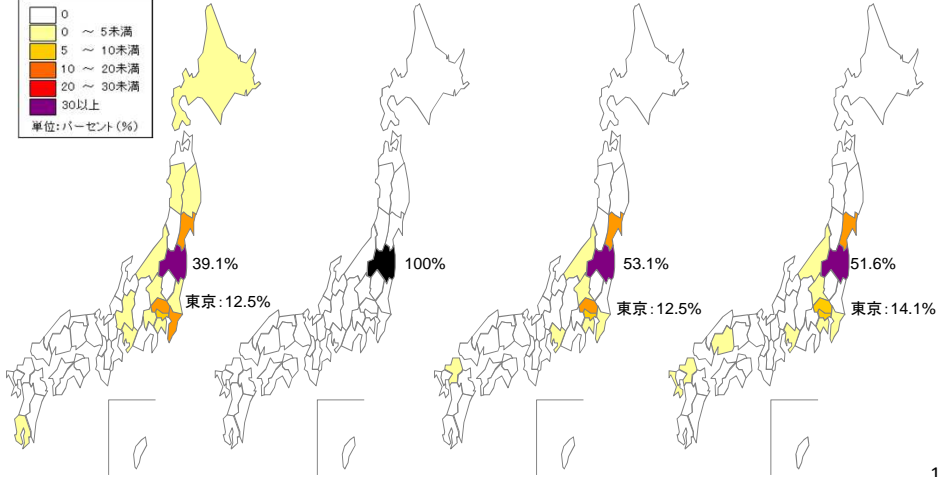 0
0 ～ 5未満
5 ～ 10未満
10 ～ 20未満
20 ～ 30未満
30以上
単位:パーセント(%)
39.1%
東京:12.5%
100%
53.1%
東京:12.5%
51.6%
東京:14.1%
1